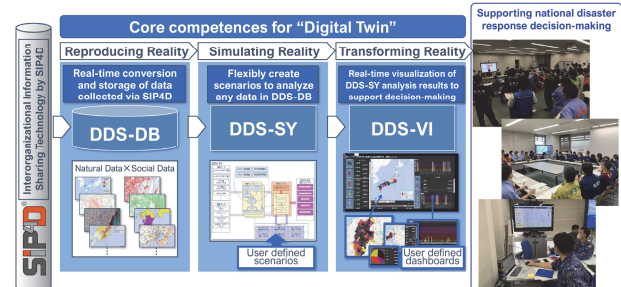 Core competences for “Digital Twin”
Supporting national disaster
response decision-making
Interorganizational Information
Sharing Technology by SIP4D
SIP4D®
Reproducing Reality
Simulating Reality
Transforming Reality
Real-time conversion
and storage of data
collected via SIP4D
Flexibly create
scenarios to analyze
any data in DDS-DB
Real-time visualization of
DDS-SY analysis results to
support decision-making
DDS-DB
DDS-SY
DDS-VI
Natural Data×Social Data
User defined
scenarios
User defined
dashboards